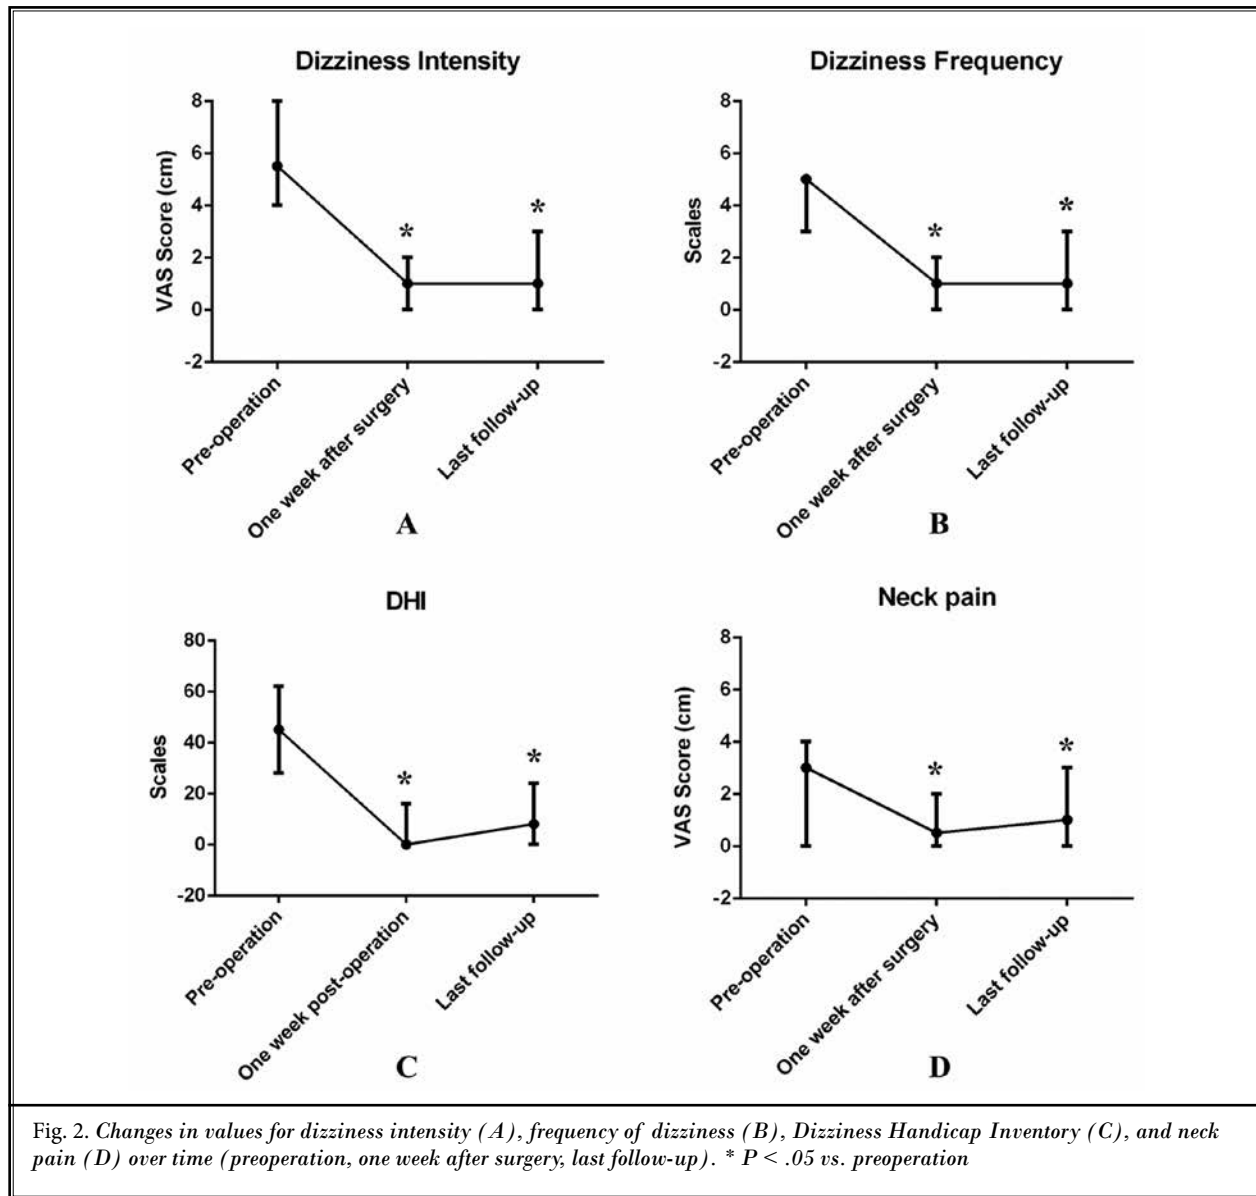 Dizziness Intensity
VAS Score (cm)
8
6
4
2
0
-2
*
*
Pre-operation
One week after surgery
Last follow-up
A
Dizziness Frequency
Scales
8
6
4
2
0
-2
*
*
Pre-operation
One week after surgery
Last follow-up
B
DHI
Scales
80
60
40
20
0
-20
*
*
Pre-operation
One week post-operation
Last follow-up
C
Neck pain
VAS Score (cm)
8
6
4
2
0
-2
*
*
Pre-operation
One week after surgery
Last follow-up
D
Fig. 2. Changes in values for dizziness intensity (A), frequency of dizziness (B), Dizziness Handicap Inventory (C), and neck
pain (D) over time (preoperation, one week after surgery, last follow-up). * P < .05 vs. preoperation